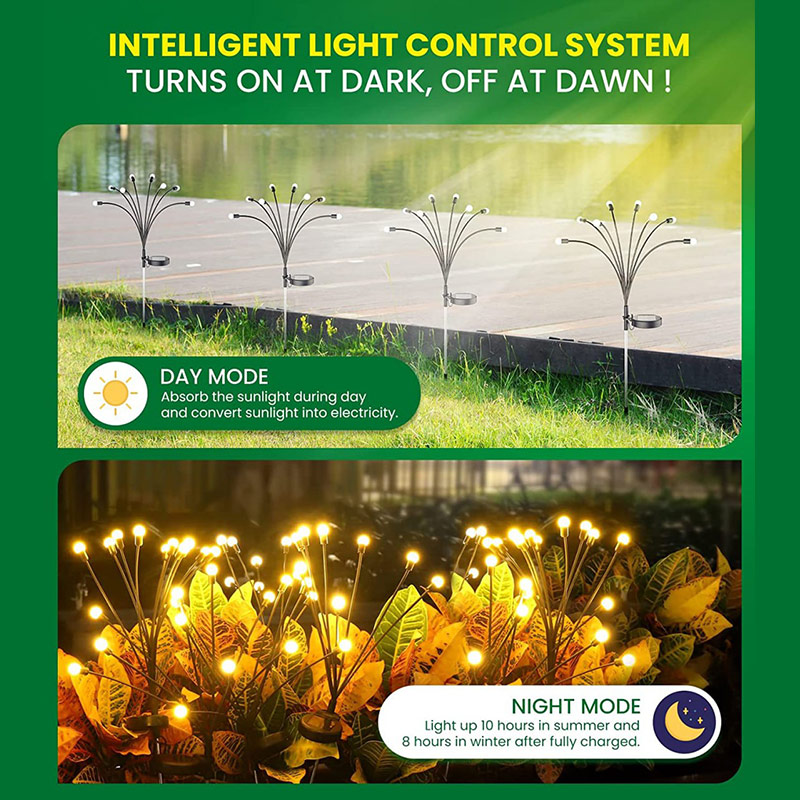 INTELLIGENT LIGHT CONTROL SYSTEM
TURNS ON AT DARK, OFF AT DAWN !
DAY MODE
Absorb the sunlight during day
and convert sunlight into electricity.
NIGHT MODE
Light up 10 hours in summer and
8 hours in winter after fully charged.